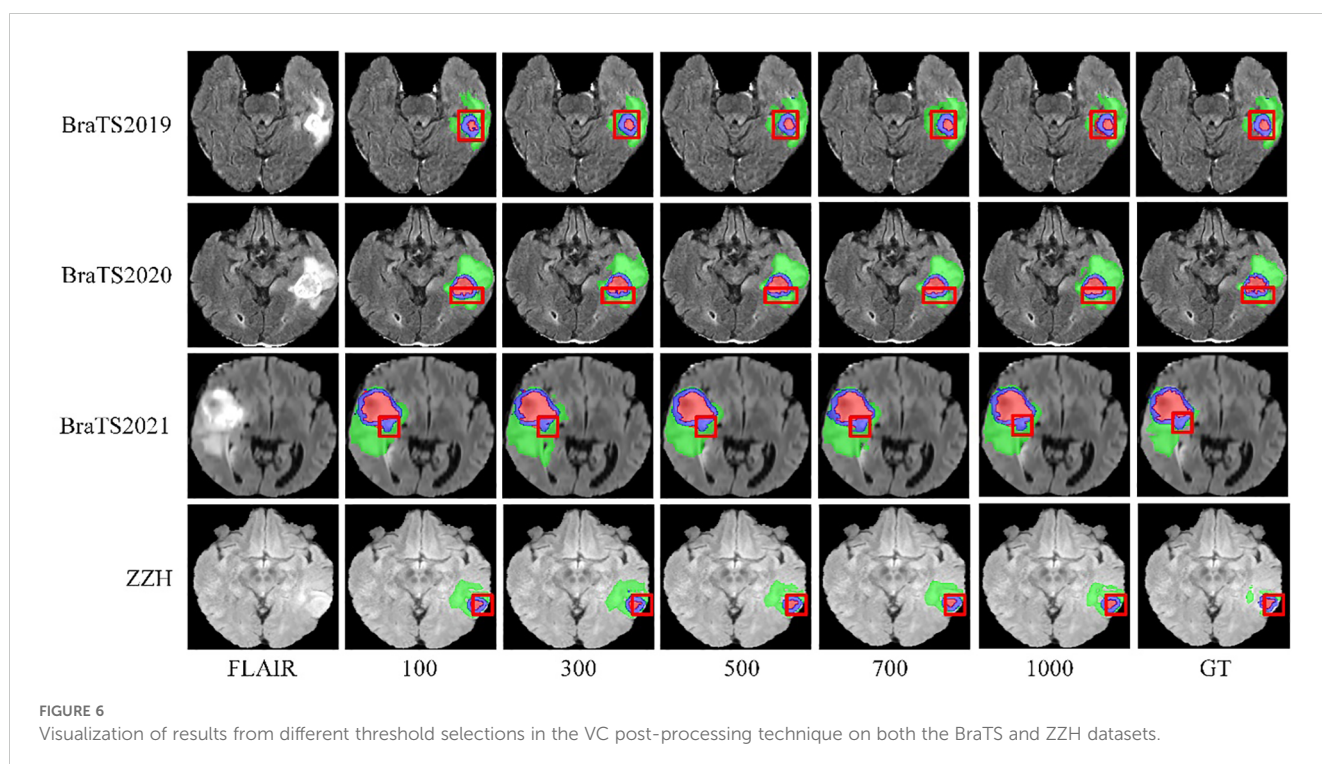 BraTS2019
BraTS2020
BraTS2021
ZZH
FLAIR 100 300 500 700 1000 GT
FIGURE 6
Visualization of results from different threshold selections in the VC post-processing technique on both the BraTS and ZZH datasets.